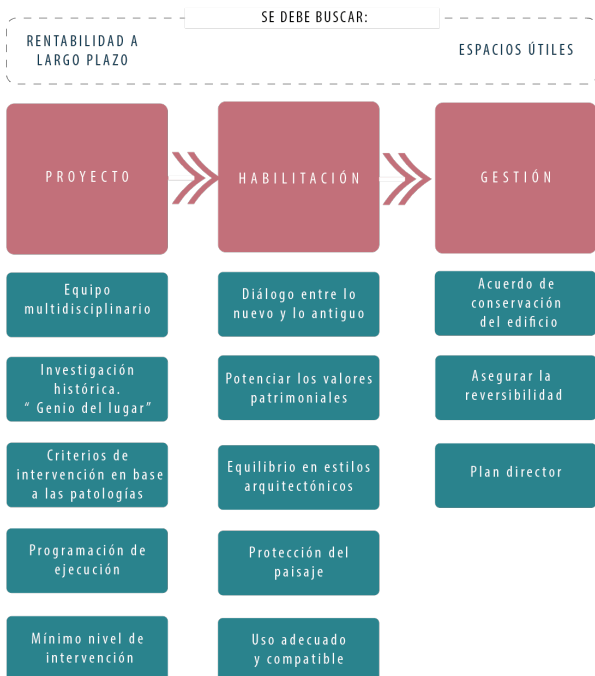 SE DEBE BUSCAR:
RENTABILIDAD A
LARGO PLAZO
ESPACIOS ÚTILES
PROYECTO
HABILITACIÓN
GESTIÓN
Equipo
multidisciplinario
Investigación
histórica.
“ Genio del lugar”
Criterios de
intervención en base
a las patologías
Programación de
ejecución
Mínimo nivel de
intervención
Diálogo entre lo
nuevo y lo antiguo
Potenciar los valores
patrimoniales
Equilibrio en estilos
arquitectónicos
Protección del
paisaje
Uso adecuado
y compatible
Acuerdo de
conservación
del edificio
Asegurar la
reversibilidad
Plan director